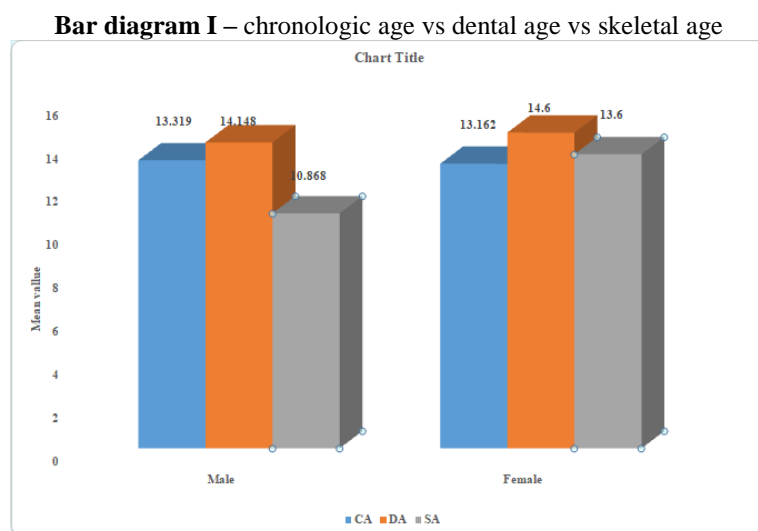 Bar diagram I – chronologic age vs dental age vs skeletal age
Chart Title
16
14
12
10
8
6
4
2
0
Mean vallue
13.319
14.148
10.868
13.162
14.6
13.6
Male
Female
CA DA SA